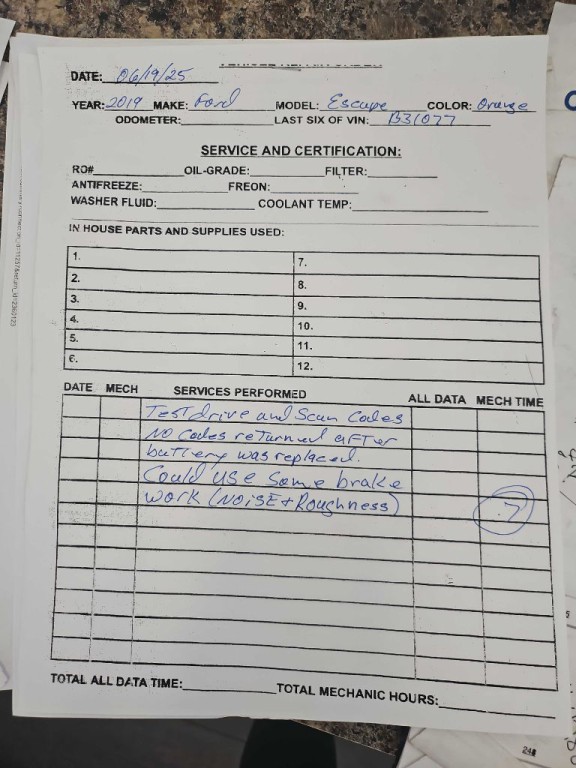 DATE: 06/19/25
YEAR: 2019 MAKE: Ford MODEL: Escape COLOR: Orange
ODOMETER: LAST SIX OF VIN: B31077
SERVICE AND CERTIFICATION:
RO# OIL-GRADE: FILTER:
ANTIFREEZE: FREON:
WASHER FLUID: COOLANT TEMP:
IN HOUSE PARTS AND SUPPLIES USED:
1. 7.
2. 8.
3. 9.
4. 10.
5. 11.
6. 12.
DATE MECH SERVICES PERFORMED ALL DATA MECH TIME
Test drive and Scan Codes
NO Codes returned after
battery was replaced.
Could use some brake
work (NOISE + Roughness) .7
TOTAL ALL DATA TIME: TOTAL MECHANIC HOURS: